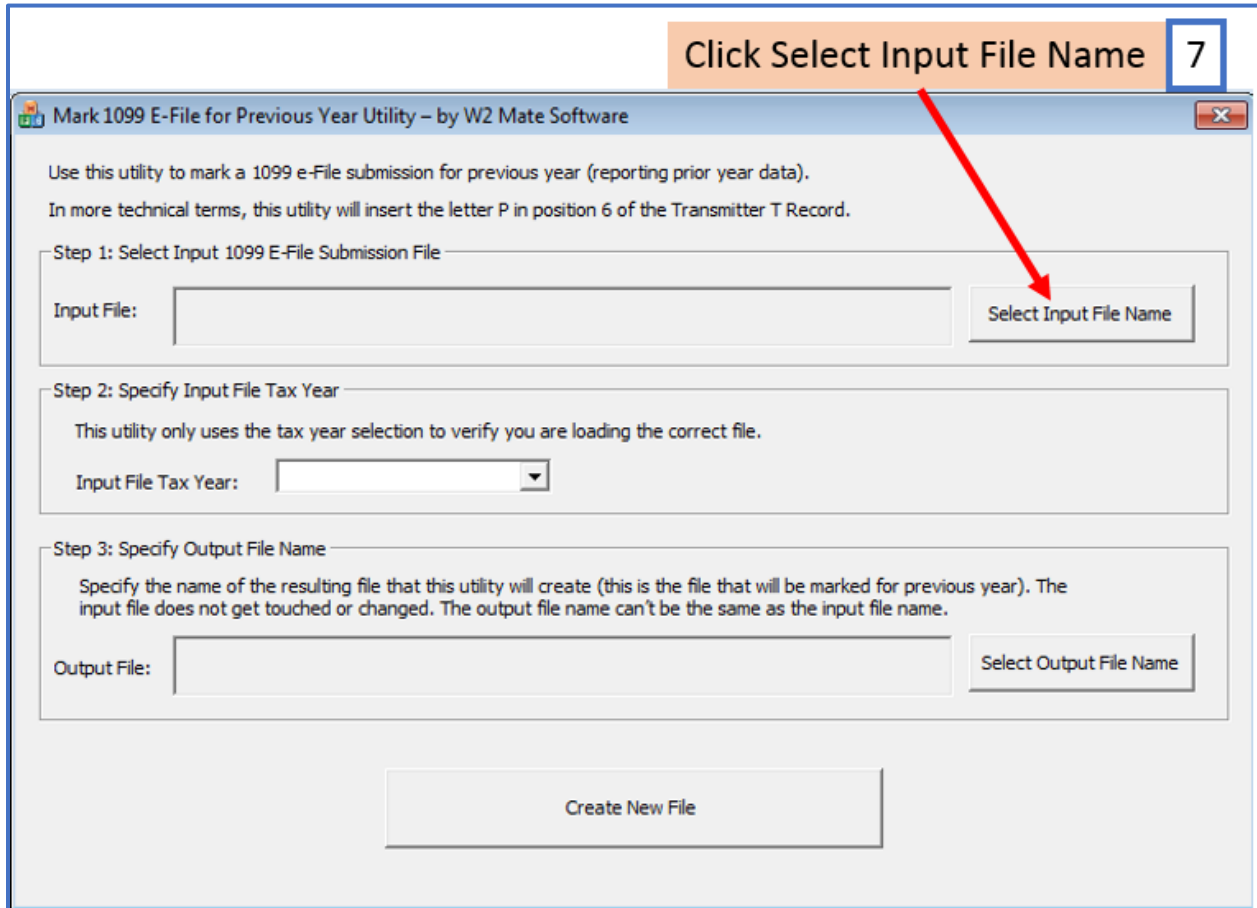 Click Select Input File Name 7
Mark 1099 E-File for Previous Year Utility – by W2 Mate Software
Use this utility to mark a 1099 e-File submission for previous year (reporting prior year data).
In more technical terms, this utility will insert the letter P in position 6 of the Transmitter T Record.
Step 1: Select Input 1099 E-File Submission File
Input File:
Select Input File Name
Step 2: Specify Input File Tax Year
This utility only uses the tax year selection to verify you are loading the correct file.
Input File Tax Year:
Step 3: Specify Output File Name
Specify the name of the resulting file that this utility will create (this is the file that will be marked for previous year). The
input file does not get touched or changed. The output file name can't be the same as the input file name.
Output File:
Select Output File Name
Create New File